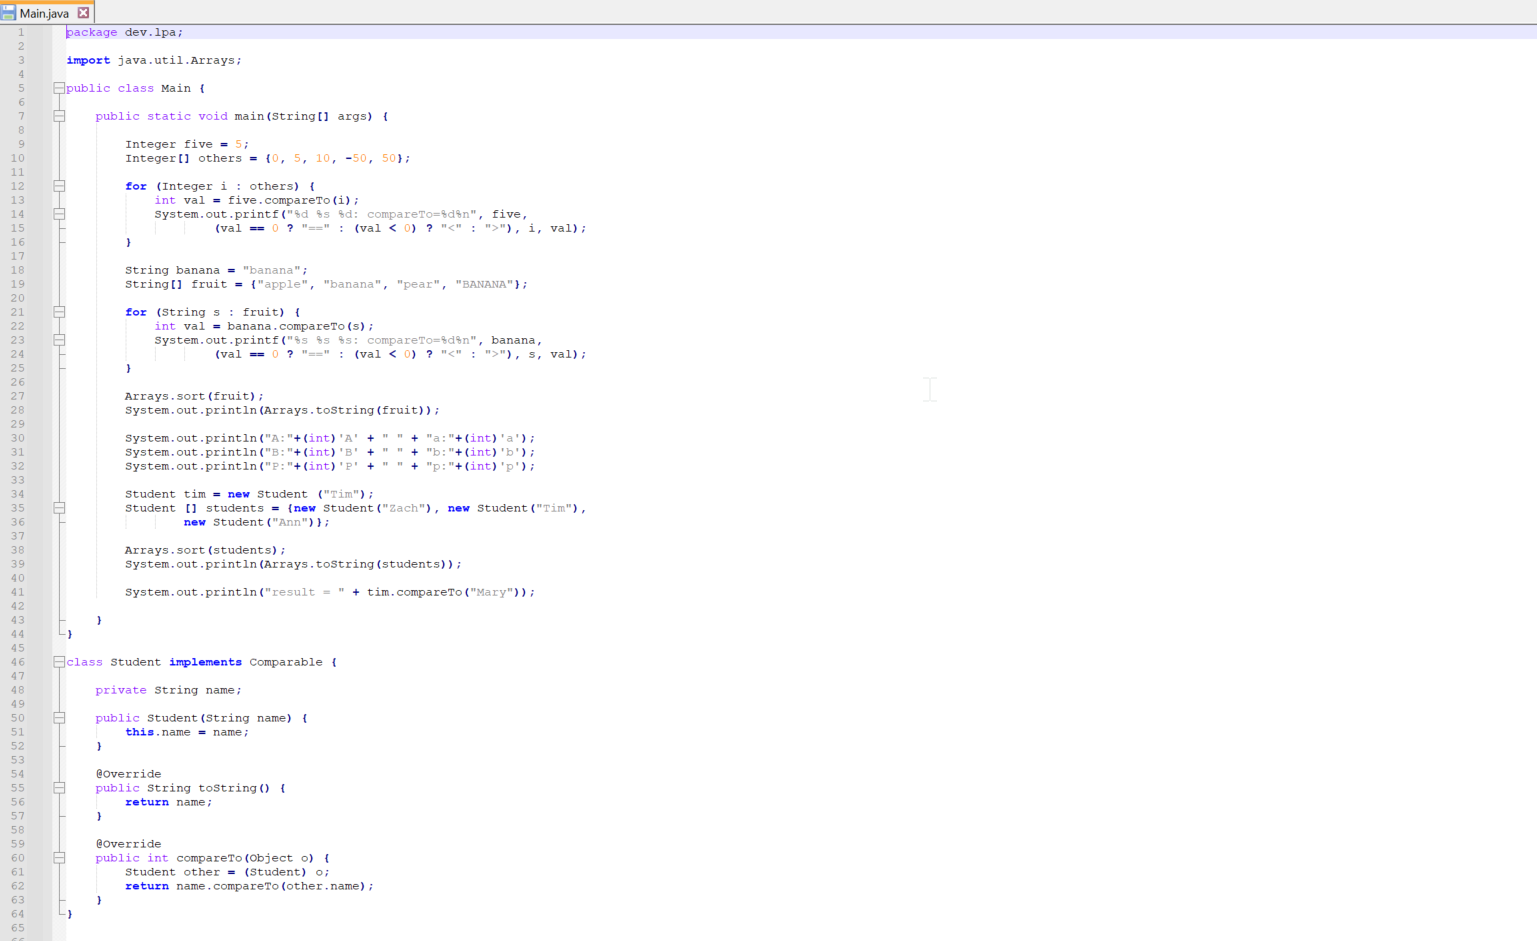 Main.java
1 package dev.lpa;
2
3 import java.util.Arrays;
4
5 public class Main {
6
7     public static void main(String[] args) {
8
9         Integer five = 5;
10         Integer[] others = {0, 5, 10, -50, 50};
11
12         for (Integer i : others) {
13             int val = five.compareTo(i);
14             System.out.printf("%d %s %d: compareTo=%d%n", five,
15                     (val == 0 ? "==" : (val < 0) ? "<" : ">"), i, val);
16         }
17
18         String banana = "banana";
19         String[] fruit = {"apple", "banana", "pear", "BANANA"};
20
21         for (String s : fruit) {
22             int val = banana.compareTo(s);
23             System.out.printf("%s %s %s: compareTo=%d%n", banana,
24                     (val == 0 ? "==" : (val < 0) ? "<" : ">"), s, val);
25         }
26
27         Arrays.sort(fruit);
28         System.out.println(Arrays.toString(fruit));
29
30         System.out.println("A:"+(int)'A' + " " + "a:"+(int)'a');
31         System.out.println("B:"+(int)'B' + " " + "b:"+(int)'b');
32         System.out.println("P:"+(int)'P' + " " + "p:"+(int)'p');
33
34         Student tim = new Student ("Tim");
35         Student [] students = {new Student("Zach"), new Student("Tim"),
36                 new Student("Ann")};
37
38         Arrays.sort(students);
39         System.out.println(Arrays.toString(students));
40
41         System.out.println("result = " + tim.compareTo("Mary"));
42
43     }
44 }
45
46 class Student implements Comparable {
47
48     private String name;
49
50     public Student(String name) {
51         this.name = name;
52     }
53
54     @Override
55     public String toString() {
56         return name;
57     }
58
59     @Override
60     public int compareTo(Object o) {
61         Student other = (Student) o;
62         return name.compareTo(other.name);
63     }
64 }
65